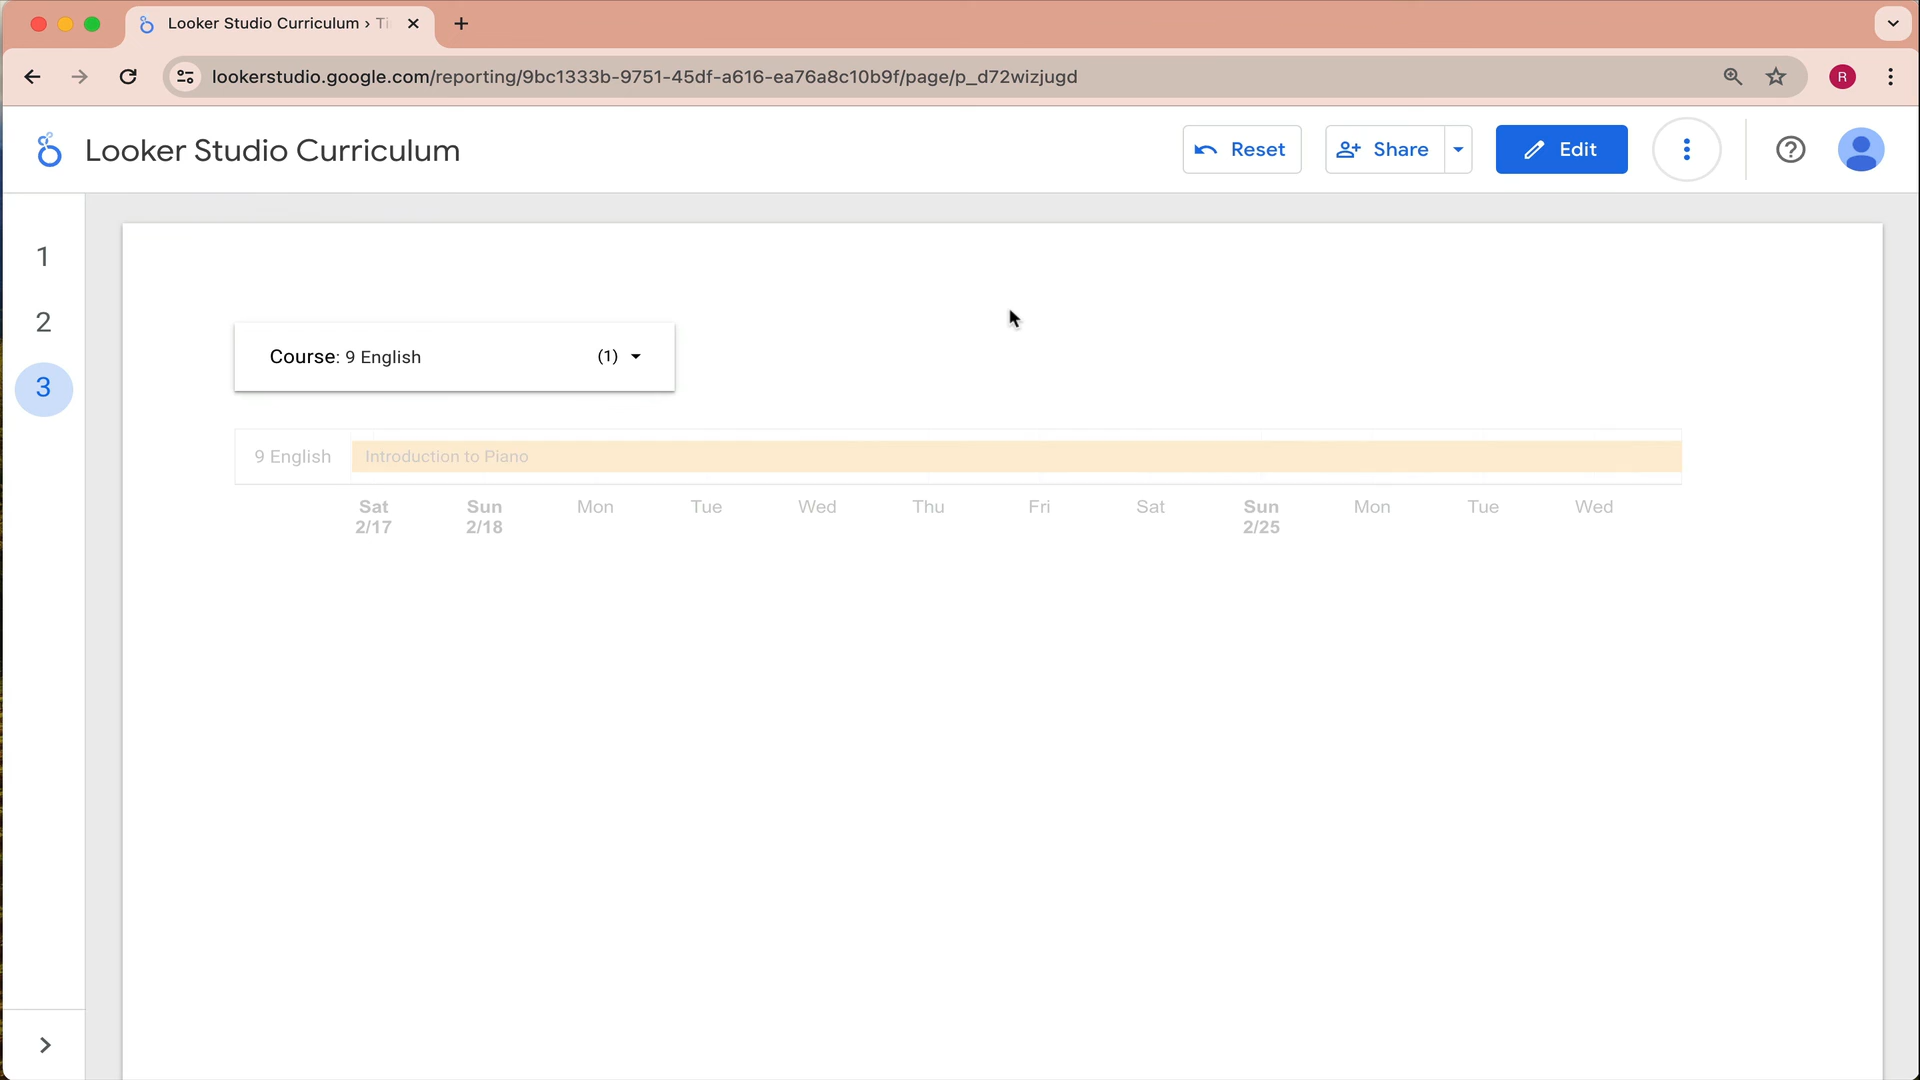 Looker Studio Curriculum › Ti
lookerstudio.google.com/reporting/9bc1333b-9751-45df-a616-ea76a8c10b9f/page/p_d72wizjugd
R
Looker Studio Curriculum
Reset
Share
Edit
1
2
3
Course: 9 English (1)
9 English Introduction to Piano
Sat Sun Mon Tue Wed Thu Fri Sat Sun Mon Tue Wed
2/17 2/18 2/25